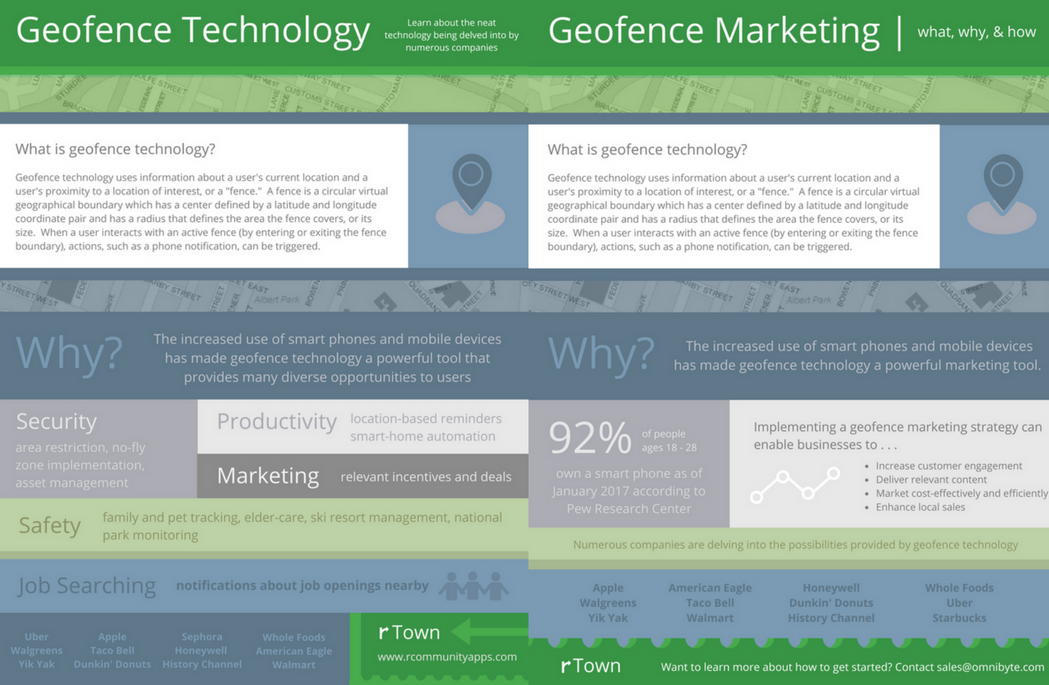 Geofence Technology
Learn about the neat
technology being delved into by
numerous companies
CUSTOMS STREET
What is geofence technology?
Geofence technology uses information about a user's current location and a
user's proximity to a location of interest, or a "fence." A fence is a circular virtual
geographical boundary which has a center defined by a latitude and longitude
coordinate pair and has a radius that defines the area the fence covers, or its
size. When a user interacts with an active fence (by entering or exiting the fence
boundary), actions, such as a phone notification, can be triggered.
Albert Park
Why?
The increased use of smart phones and mobile devices
has made geofence technology a powerful tool that
provides many diverse opportunities to users
Security
area restriction, no-fly
zone implementation,
asset management
Productivity
location-based reminders
smart-home automation
Marketing
relevant incentives and deals
Safety
family and pet tracking, elder-care, ski resort management, national
park monitoring
Job Searching
notifications about job openings nearby
Uber
Walgreens
Yik Yak
Apple
Taco Bell
Dunkin' Donuts
Sephora
Honeywell
History Channel
Whole Foods
American Eagle
Walmart
rTown
www.rcommunityapps.com
Geofence Marketing |
what, why, & how
CUSTOMS STREET
What is geofence technology?
Geofence technology uses information about a user's current location and a
user's proximity to a location of interest, or a "fence." A fence is a circular virtual
geographical boundary which has a center defined by a latitude and longitude
coordinate pair and has a radius that defines the area the fence covers, or its
size. When a user interacts with an active fence (by entering or exiting the fence
boundary), actions, such as a phone notification, can be triggered.
Albert Park
Why?
The increased use of smart phones and mobile devices
has made geofence technology a powerful marketing tool.
92%
of people
ages 18 - 28
own a smart phone as of
January 2017 according to
Pew Research Center
Implementing a geofence marketing strategy can
enable businesses to . . .
• Increase customer engagement
• Deliver relevant content
• Market cost-effectively and efficiently
• Enhance local sales
Numerous companies are delving into the possibilities provided by geofence technology
Apple
Walgreens
Yik Yak
American Eagle
Taco Bell
Walmart
Honeywell
Dunkin' Donuts
History Channel
Whole Foods
Uber
Starbucks
rTown
Want to learn more about how to get started? Contact sales@omnibyte.com